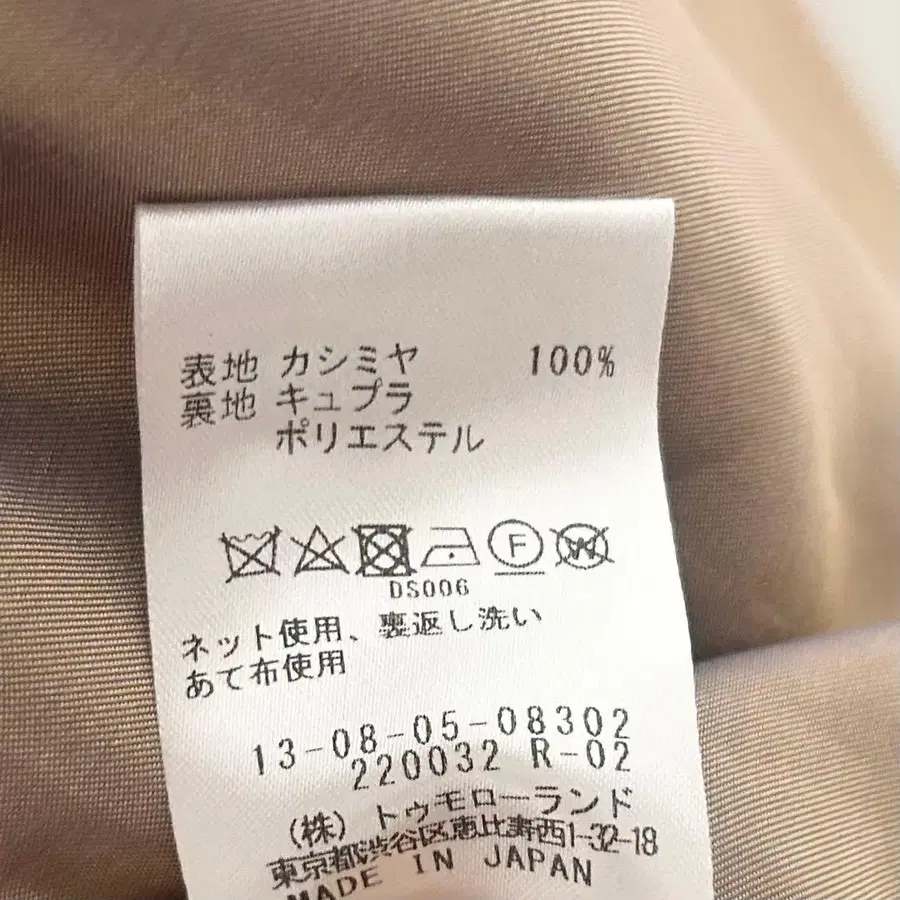 表地 カシミヤ 100%
裏地 キュプラ
ポリエステル
F W
DS006
ネット使用、裏返し洗い
あて布使用
13-08-05-08302
220032 R-02
(株) トゥモローランド
東京都渋谷区恵比寿西1-32-18
MADE IN JAPAN